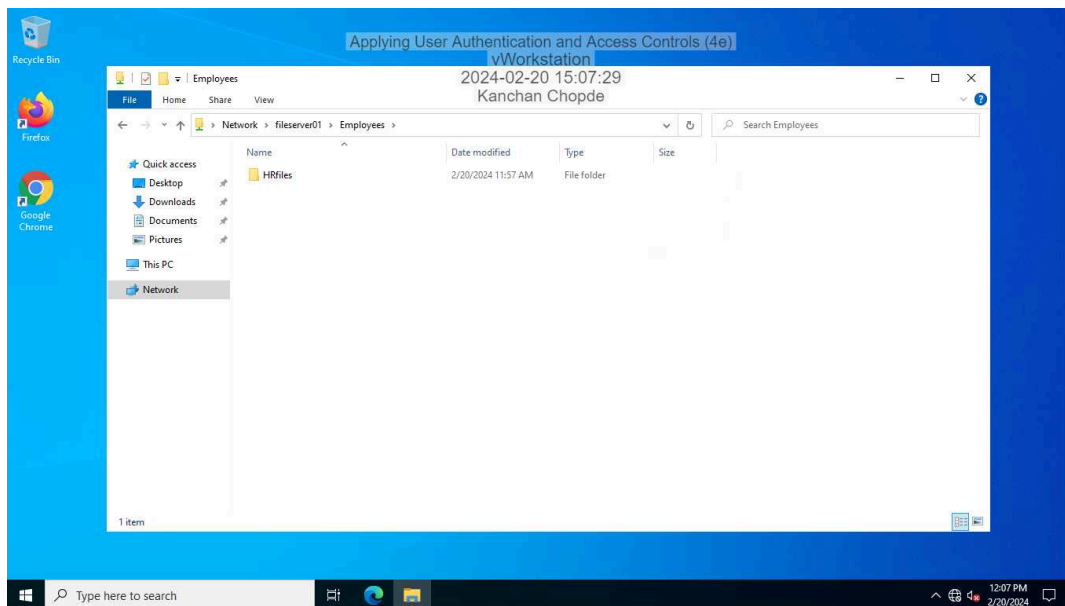 Recycle Bin
Firefox
Google
Chrome
Applying User Authentication and Access Controls (4e)
vWorkstation
2024-02-20 15:07:29
Kanchan Chopde
Employees
File Home Share View
Network > fileserver01 > Employees >
Search Employees
Name Date modified Type Size
Quick access
Desktop
Downloads
Documents
Pictures
This PC
Network
HRfiles 2/20/2024 11:57 AM File folder
1 item
Type here to search
12:07 PM
2/20/2024